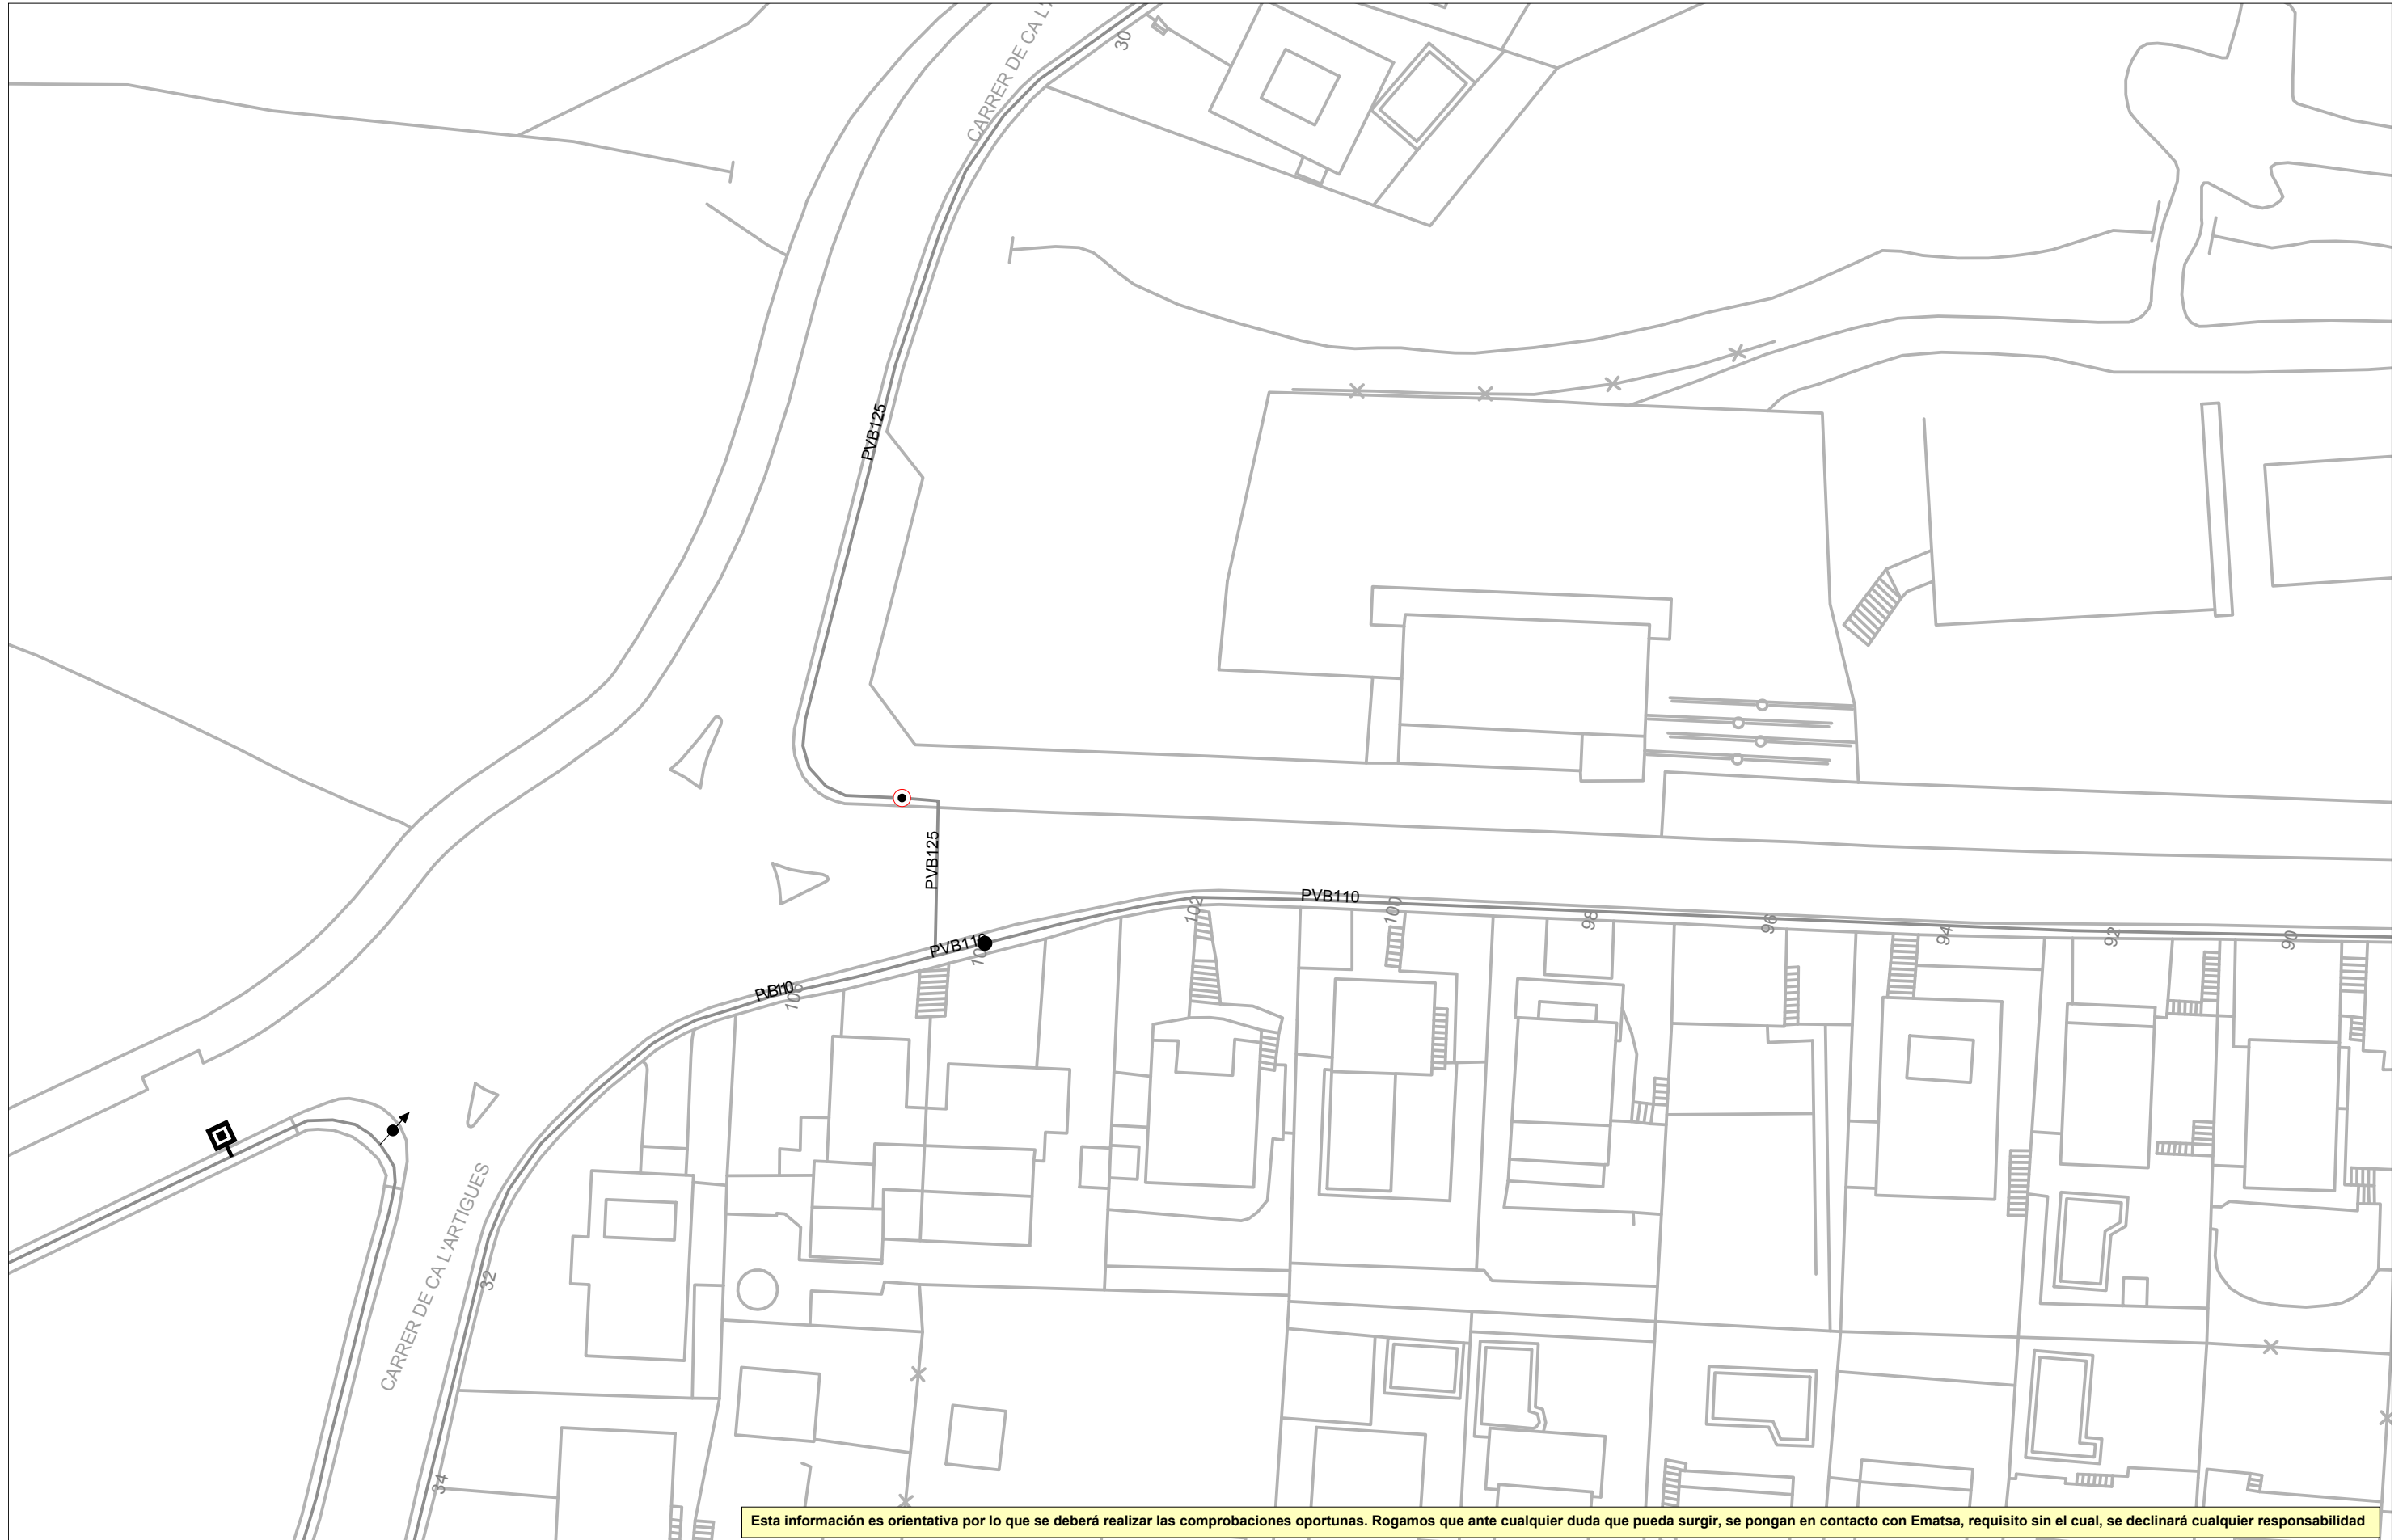 CARRER DE CA L'A
30
PVB125
PVB125
PVB110
102
100
98
96
94
92
90
PVB110
PVB110
106
CARRER DE CA L'ARTIGUES
32
34
Esta información es orientativa por lo que se deberá realizar las comprobaciones oportunas. Rogamos que ante cualquier duda que pueda surgir, se pongan en contacto con Ematsa, requisito sin el cual, se declinará cualquier responsabilidad